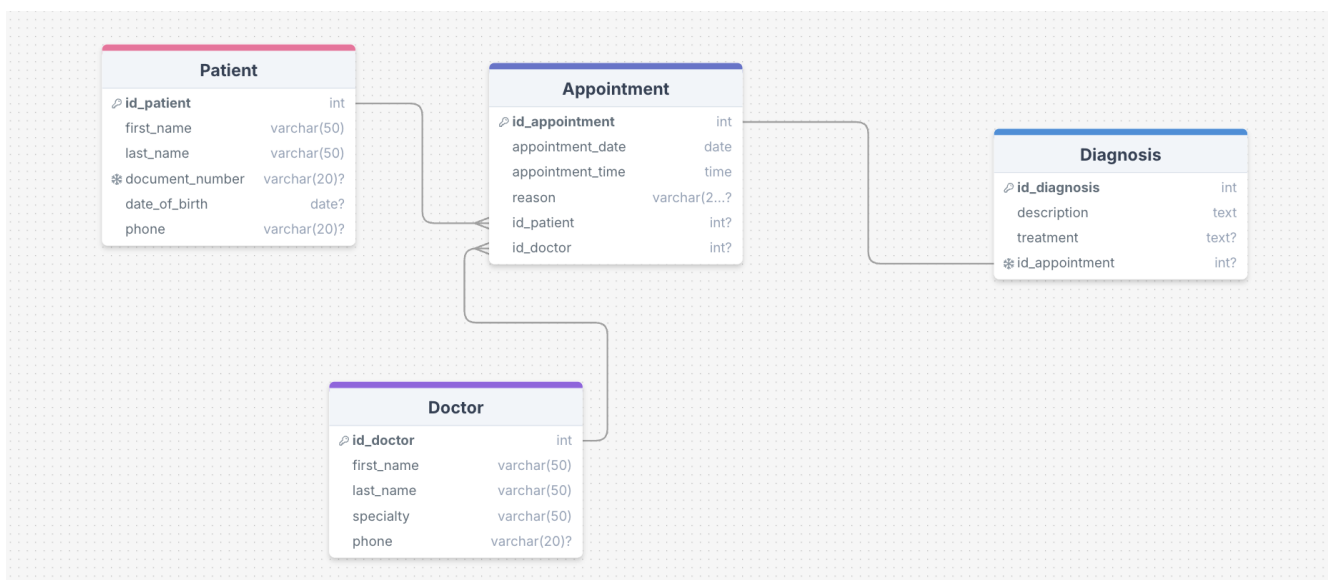 Patient
id_patient int
first_name varchar(50)
last_name varchar(50)
document_number varchar(20)?
date_of_birth date?
phone varchar(20)?
Appointment
id_appointment int
appointment_date date
appointment_time time
reason varchar(2...?
id_patient int?
id_doctor int?
Diagnosis
id_diagnosis int
description text
treatment text?
id_appointment int?
Doctor
id_doctor int
first_name varchar(50)
last_name varchar(50)
specialty varchar(50)
phone varchar(20)?